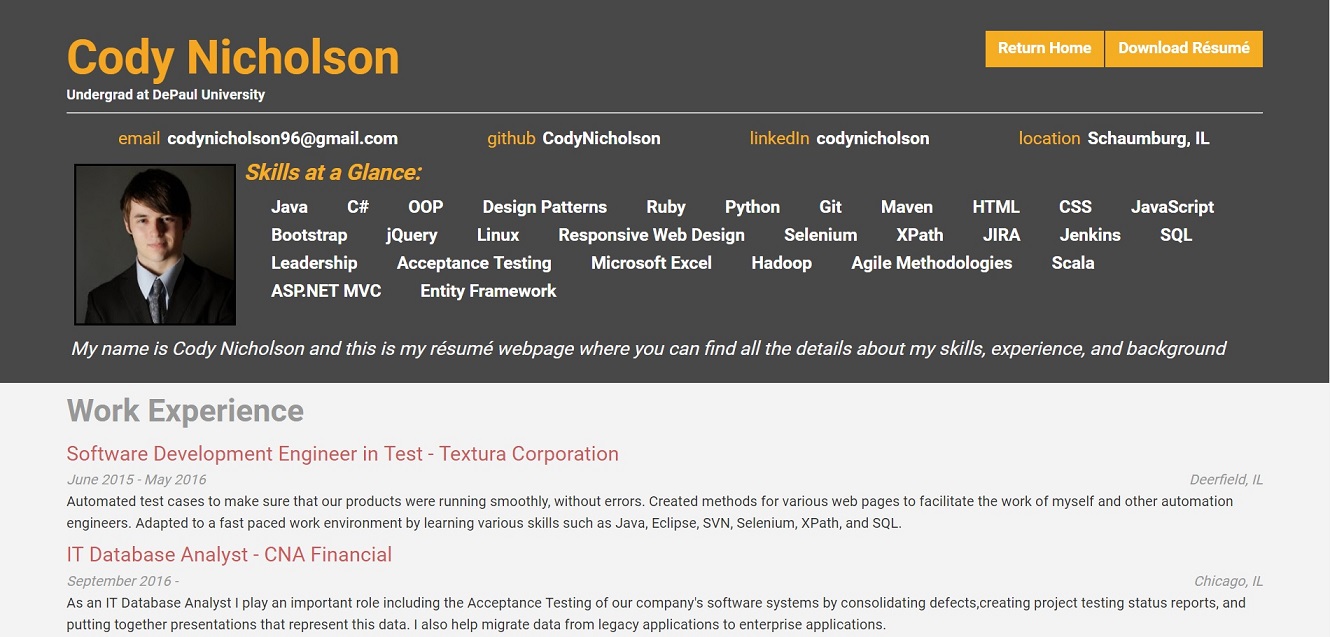 Cody Nicholson
Return Home Download Résumé
Undergrad at DePaul University
email codynicholson96@gmail.com github CodyNicholson linkedIn codynicholson location Schaumburg, IL
Skills at a Glance:
Java C# OOP Design Patterns Ruby Python Git Maven HTML CSS JavaScript
Bootstrap jQuery Linux Responsive Web Design Selenium XPath JIRA Jenkins SQL
Leadership Acceptance Testing Microsoft Excel Hadoop Agile Methodologies Scala
ASP.NET MVC Entity Framework
My name is Cody Nicholson and this is my résumé webpage where you can find all the details about my skills, experience, and background
Work Experience
Software Development Engineer in Test - Textura Corporation
June 2015 - May 2016 Deerfield, IL
Automated test cases to make sure that our products were running smoothly, without errors. Created methods for various web pages to facilitate the work of myself and other automation
engineers. Adapted to a fast paced work environment by learning various skills such as Java, Eclipse, SVN, Selenium, XPath, and SQL.
IT Database Analyst - CNA Financial
September 2016 - Chicago, IL
As an IT Database Analyst I play an important role including the Acceptance Testing of our company's software systems by consolidating defects,creating project testing status reports, and
putting together presentations that represent this data. I also help migrate data from legacy applications to enterprise applications.